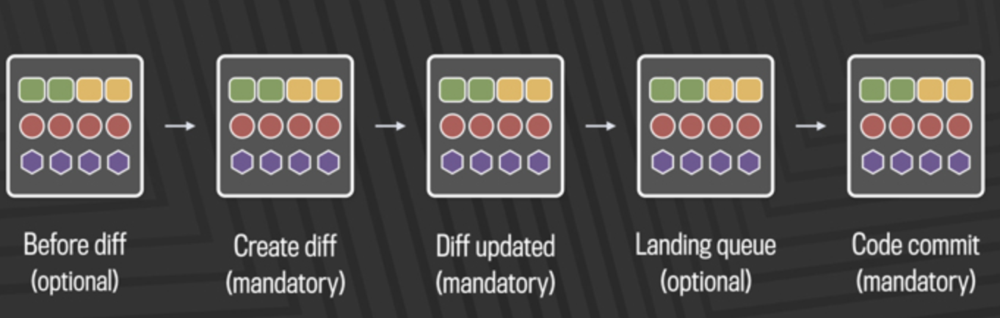 Before diff
(optional)
Create diff
(mandatory)
Diff updated
(mandatory)
Landing queue
(optional)
Code commit
(mandatory)